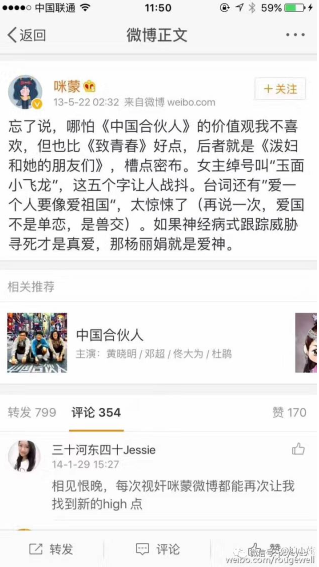 中国联通 11:50 59%
返回 微博正文
咪蒙
+关注
13-5-22 02:32 来自微博 weibo.com
忘了说，哪怕《中国合伙人》的价值观我不喜
欢，但也比《致青春》好点，后者就是《泼妇
和她的朋友们》，槽点密布。女主绰号叫“玉面
小飞龙”，这五个字让人战抖。台词还有“爱一
个人要像爱祖国”，太惊悚了（再说一次，爱国
不是单恋，是兽交）。如果神经病式跟踪威胁
寻死才是真爱，那杨丽娟就是爱神。
相关推荐
中国合伙人
主演：黄晓明 / 邓超 / 佟大为 / 杜鹃
转发 799 评论 354 赞 170
三十河东四十Jessie
14-1-29 15:27
相见恨晚，每次视奸咪蒙微博都能再次让我
找到新的high 点
转发 评论 赞
weibo.com/rougewell